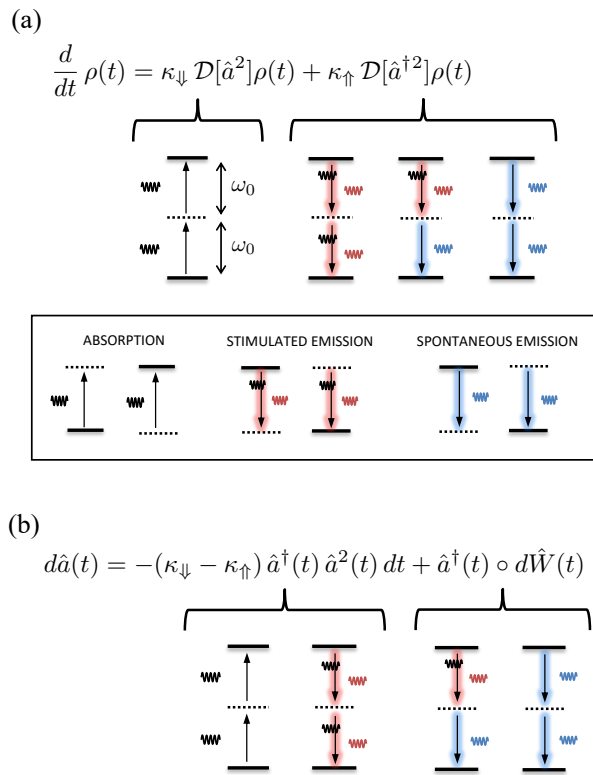 (a)
d/dt ρ(t) = κ⇓ 𝒟[â²]ρ(t) + κ⇑ 𝒟[â†²]ρ(t)
ω₀
ω₀
ABSORPTION STIMULATED EMISSION SPONTANEOUS EMISSION
(b)
dâ(t) = −(κ⇓ − κ⇑) â†(t) â²(t) dt + â†(t) ∘ dŴ(t)